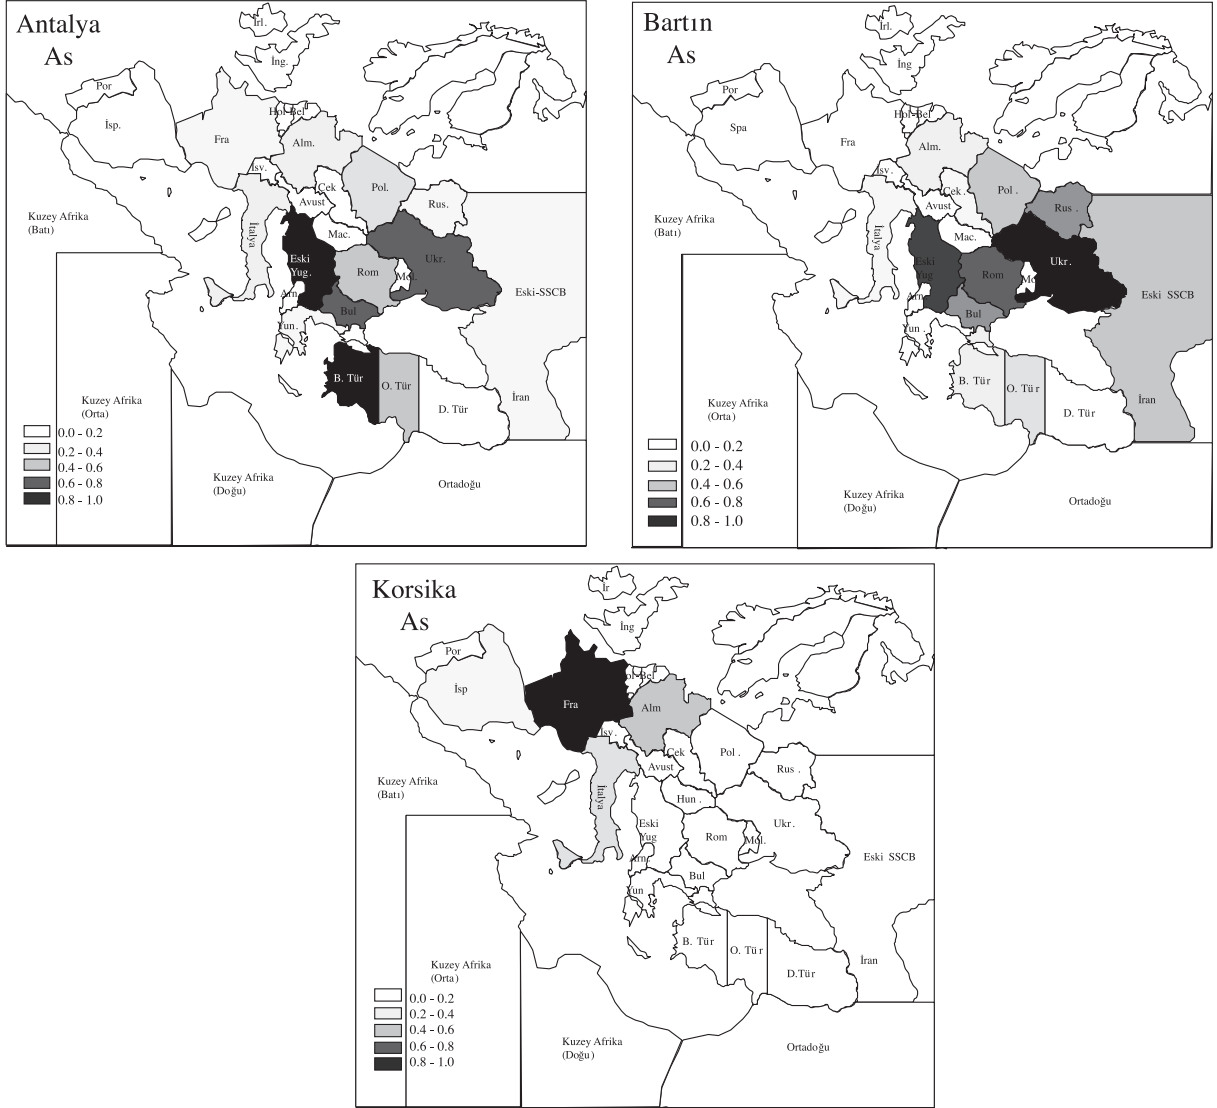 Antalya
As
İrl.
İng.
Por
İsp.
Hol-Bel
Fra
Alm.
İsv.
Çek
Pol.
Avust
Rus.
Kuzey Afrika
(Batı)
İtalya
Mac.
Eski
Yug.
Rom
Mol.
Ukr.
Eski-SSCB
Arn
Bul
Yun.
B. Tür
O. Tür
D. Tür
İran
Kuzey Afrika
(Orta)
0.0 - 0.2
0.2 - 0.4
0.4 - 0.6
0.6 - 0.8
0.8 - 1.0
Kuzey Afrika
(Doğu)
Ortadoğu
Bartın
As
İrl.
İng
Por
Spa
Hol-Bel
Fra
Alm.
İsv.
Çek.
Pol.
Avust
Rus.
Kuzey Afrika
(Batı)
İtalya
Mac.
Eski
Yug
Rom
Mo
Ukr.
Eski SSCB
Arn
Bul
Yun.
B. Tür
O. Tür
D. Tür
İran
Kuzey Afrika
(Orta)
0.0 - 0.2
0.2 - 0.4
0.4 - 0.6
0.6 - 0.8
0.8 - 1.0
Kuzey Afrika
(Doğu)
Ortadoğu
Korsika
As
İr
İng
Por
İsp
ol-Bel
Fra
Alm
İsv.
Çek
Pol.
Avust
Rus.
Kuzey Afrika
(Batı)
İtalya
Hun.
Eski
Yug
Rom
Mol.
Ukr.
Eski SSCB
Arn.
Bul
Yun
B. Tür
O. Tür
D.Tür
İran
Kuzey Afrika
(Orta)
0.0 - 0.2
0.2 - 0.4
0.4 - 0.6
0.6 - 0.8
0.8 - 1.0
Kuzey Afrika
(Doğu)
Ortadoğu